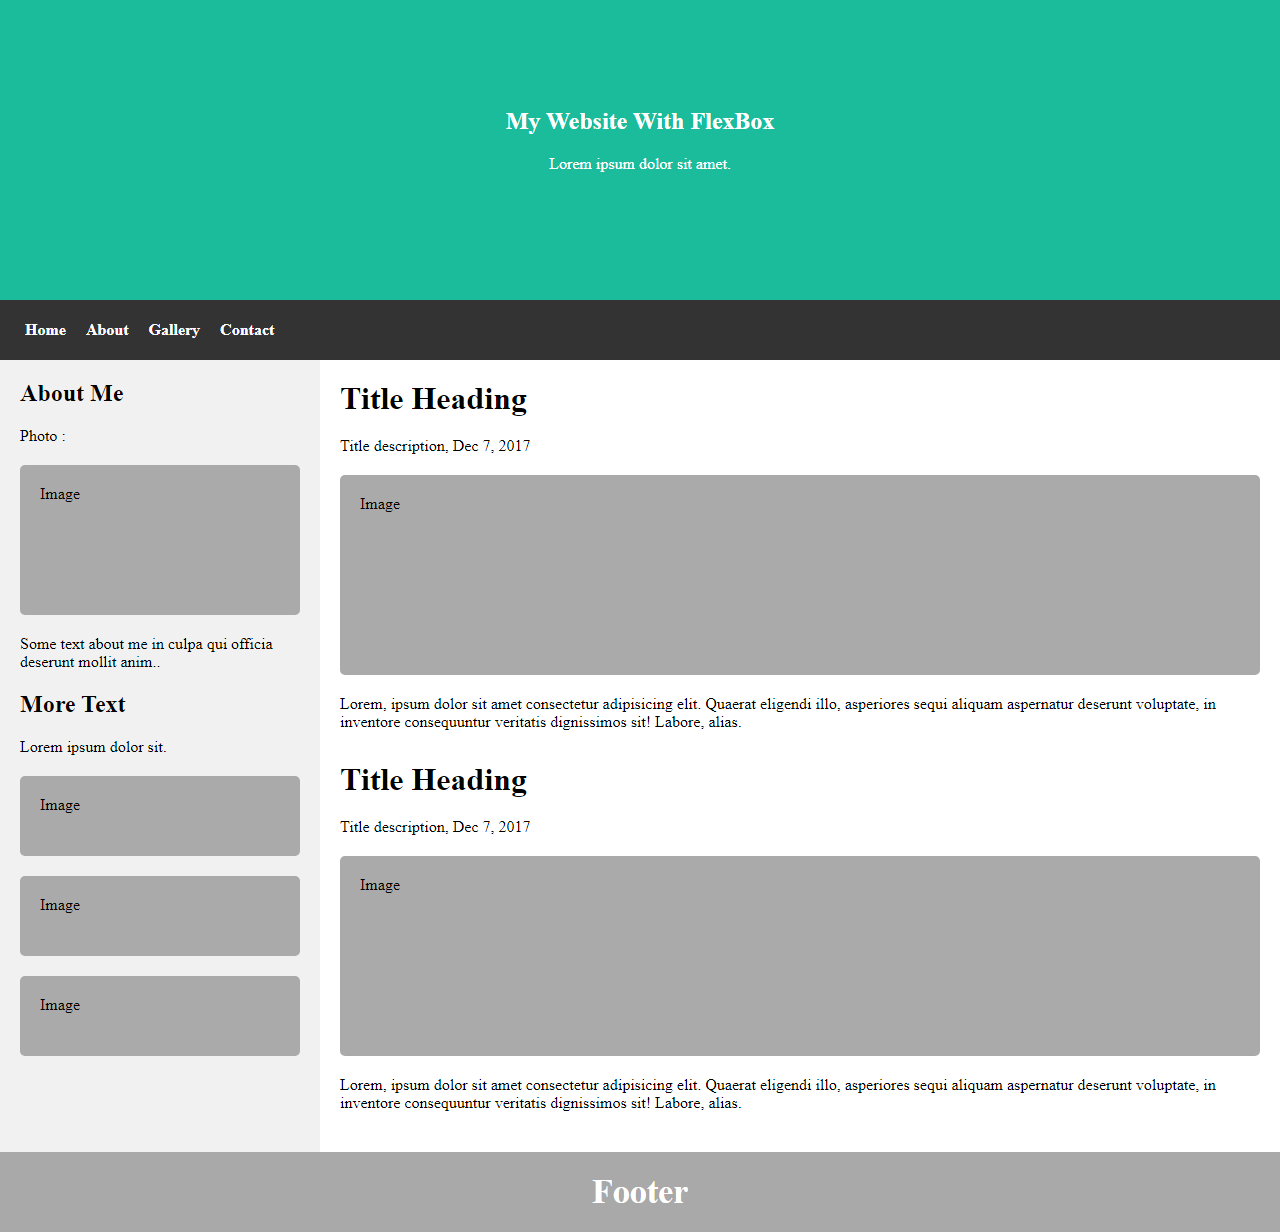 My Website With FlexBox
Lorem ipsum dolor sit amet.
Home About Gallery Contact
About Me
Photo :
Image
Some text about me in culpa qui officia
deserunt mollit anim..
More Text
Lorem ipsum dolor sit.
Image
Image
Image
Title Heading
Title description, Dec 7, 2017
Image
Lorem, ipsum dolor sit amet consectetur adipisicing elit. Quaerat eligendi illo, asperiores sequi aliquam aspernatur deserunt voluptate, in
inventore consequuntur veritatis dignissimos sit! Labore, alias.
Title Heading
Title description, Dec 7, 2017
Image
Lorem, ipsum dolor sit amet consectetur adipisicing elit. Quaerat eligendi illo, asperiores sequi aliquam aspernatur deserunt voluptate, in
inventore consequuntur veritatis dignissimos sit! Labore, alias.
Footer